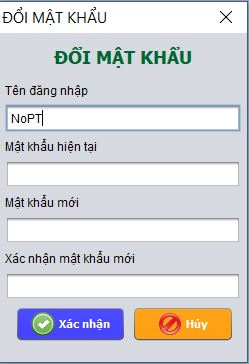 ĐỔI MẬT KHẨU
ĐỔI MẬT KHẨU
Tên đăng nhập
NoPT
Mật khẩu hiện tại
Mật khẩu mới
Xác nhận mật khẩu mới
Xác nhận Hủy